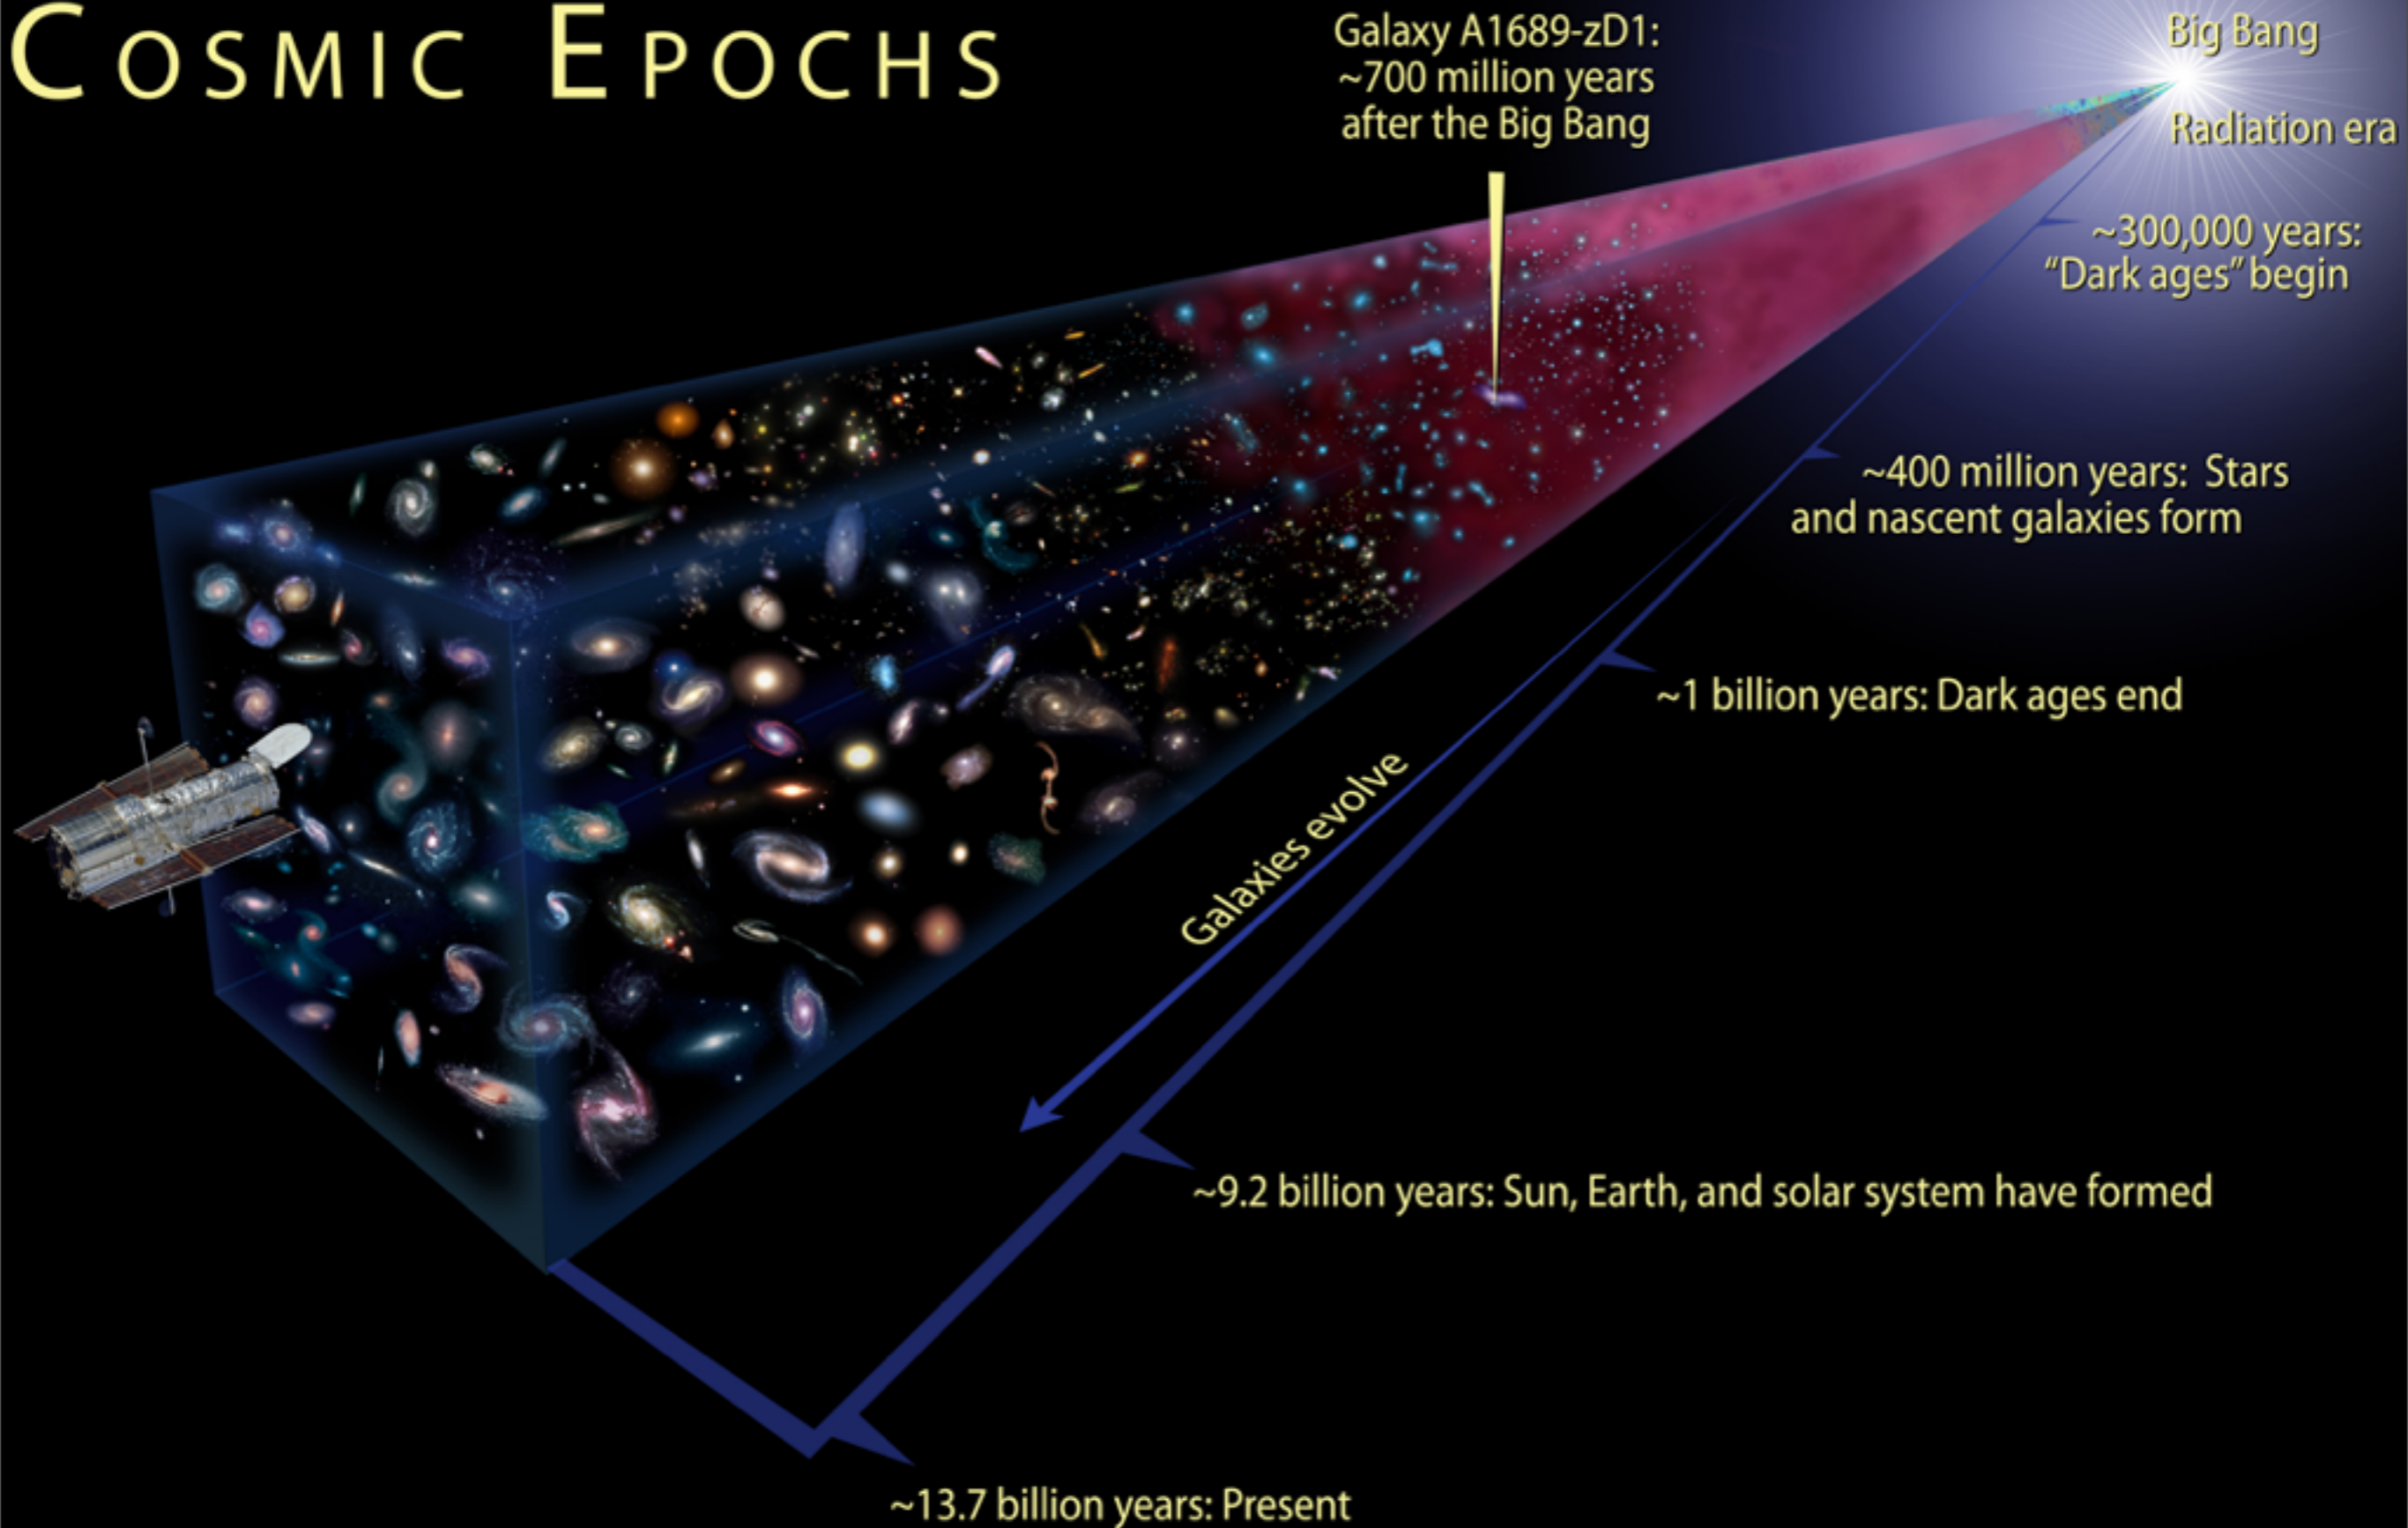 COSMIC EPOCHS
Galaxy A1689-zD1:
~700 million years
after the Big Bang
Big Bang
Radiation era
~300,000 years:
“Dark ages” begin
~400 million years: Stars
and nascent galaxies form
~1 billion years: Dark ages end
Galaxies evolve
~9.2 billion years: Sun, Earth, and solar system have formed
~13.7 billion years: Present